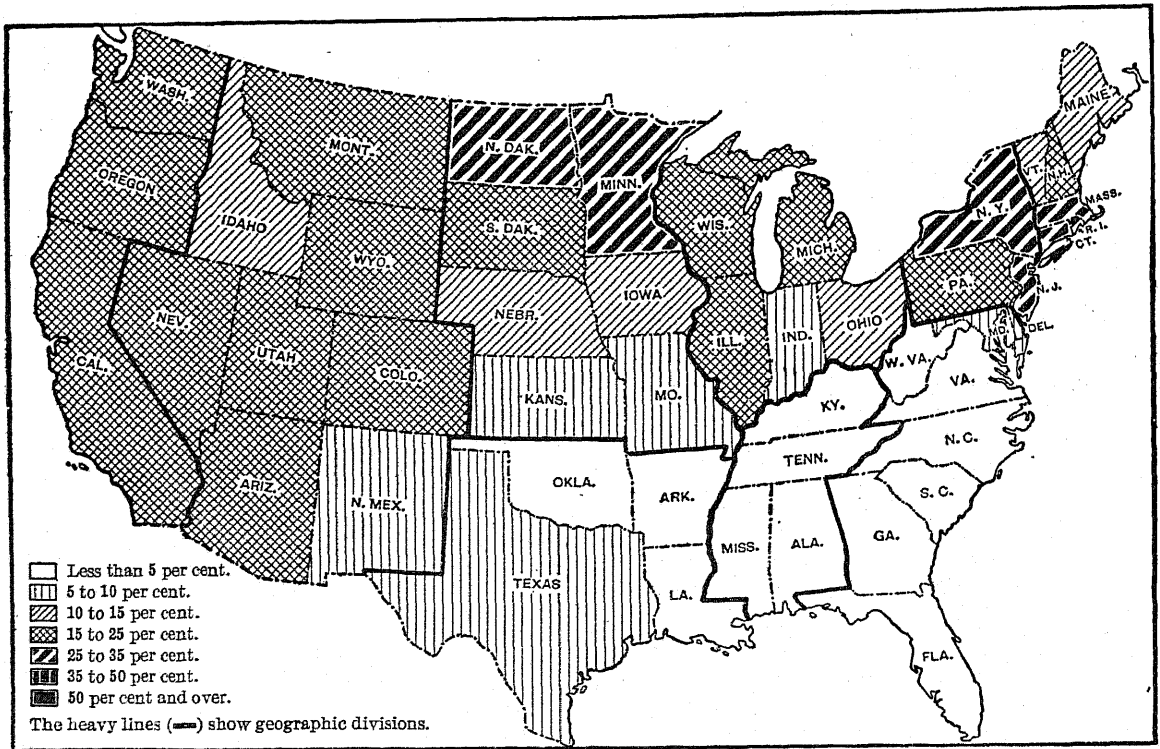 WASH.
MONT.
N. DAK.
MINN.
MAINE
OREGON
IDAHO
S. DAK.
WIS.
MICH.
VT.
N.H.
N.Y.
MASS.
R.I.
CT.
WYO.
NEBR.
IOWA
PA.
N.J.
NEV.
UTAH
COLO.
CAL.
ILL.
IND.
OHIO
MD.
DEL.
W. VA.
VA.
KANS.
MO.
KY.
N.C.
TENN.
ARIZ.
N. MEX.
OKLA.
ARK.
S. C.
MISS.
ALA.
GA.
TEXAS
LA.
FLA.
Less than 5 per cent.
5 to 10 per cent.
10 to 15 per cent.
15 to 25 per cent.
25 to 35 per cent.
35 to 50 per cent.
50 per cent and over.
The heavy lines (▬) show geographic divisions.